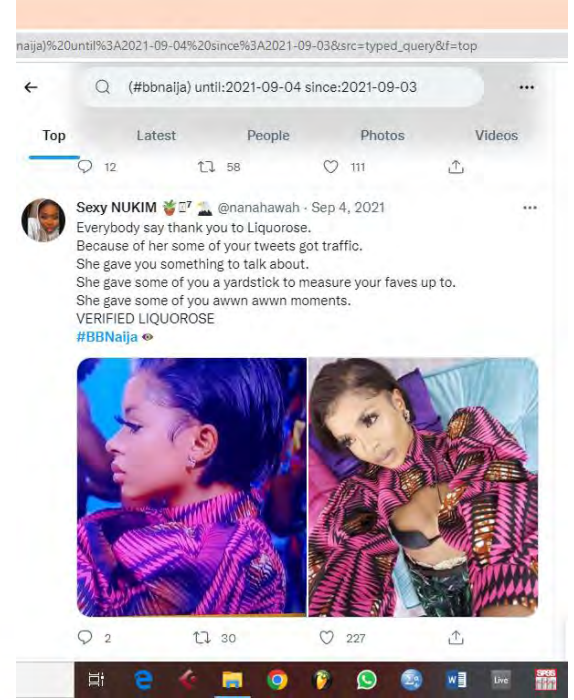 naija)%20until%3A2021-09-04%20since%3A2021-09-03&src=typed_query&f=top
(#bbnaija) until:2021-09-04 since:2021-09-03
Top Latest People Photos Videos
12 58 111
Sexy NUKIM @nanahawah · Sep 4, 2021
Everybody say thank you to Liquorose.
Because of her some of your tweets got traffic.
She gave you something to talk about.
She gave some of you a yardstick to measure your faves up to.
She gave some of you awwn awwn moments.
VERIFIED LIQUOROSE
#BBNaija
2 30 227
Live